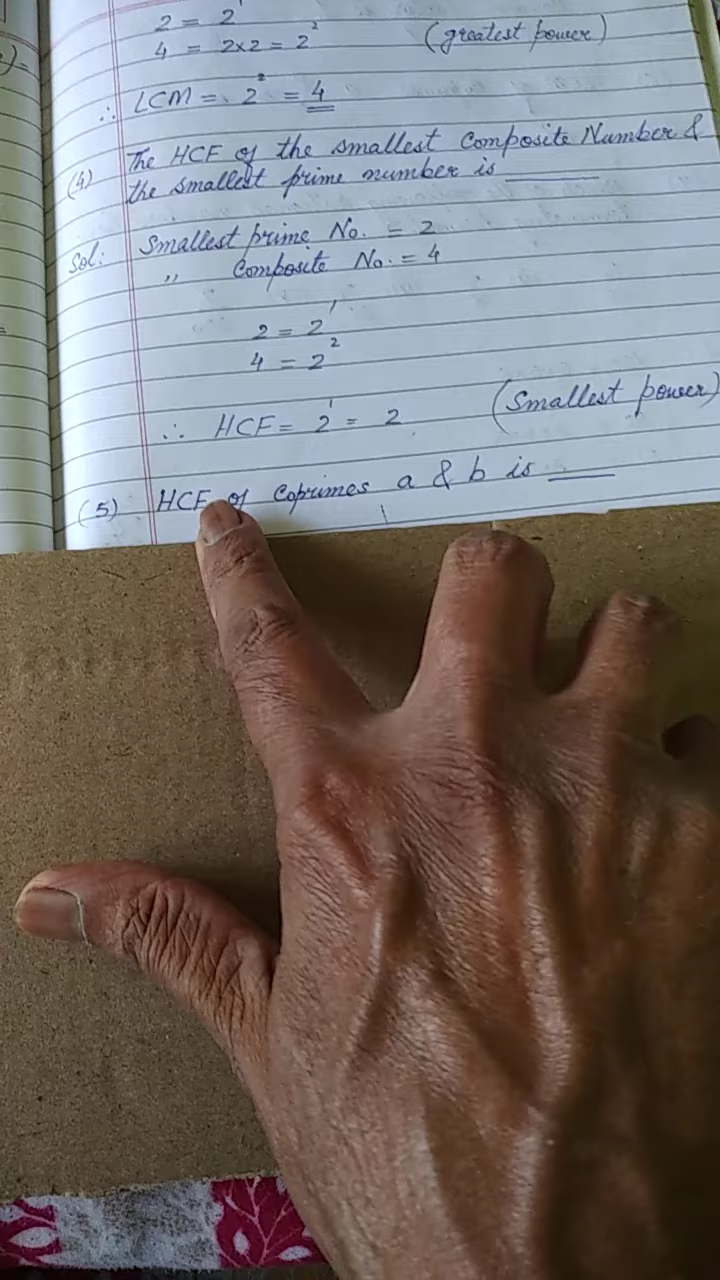 2 = 2¹
4 = 2×2 = 2² (greatest power)
∴ LCM = 2² = 4
(4) The HCF of the smallest Composite Number &
the smallest prime number is ______
Sol: Smallest prime No. = 2
,, Composite No. = 4
2 = 2¹
4 = 2²
∴ HCF = 2¹ = 2 (Smallest power)
(5) HCF of Coprimes a & b is ____